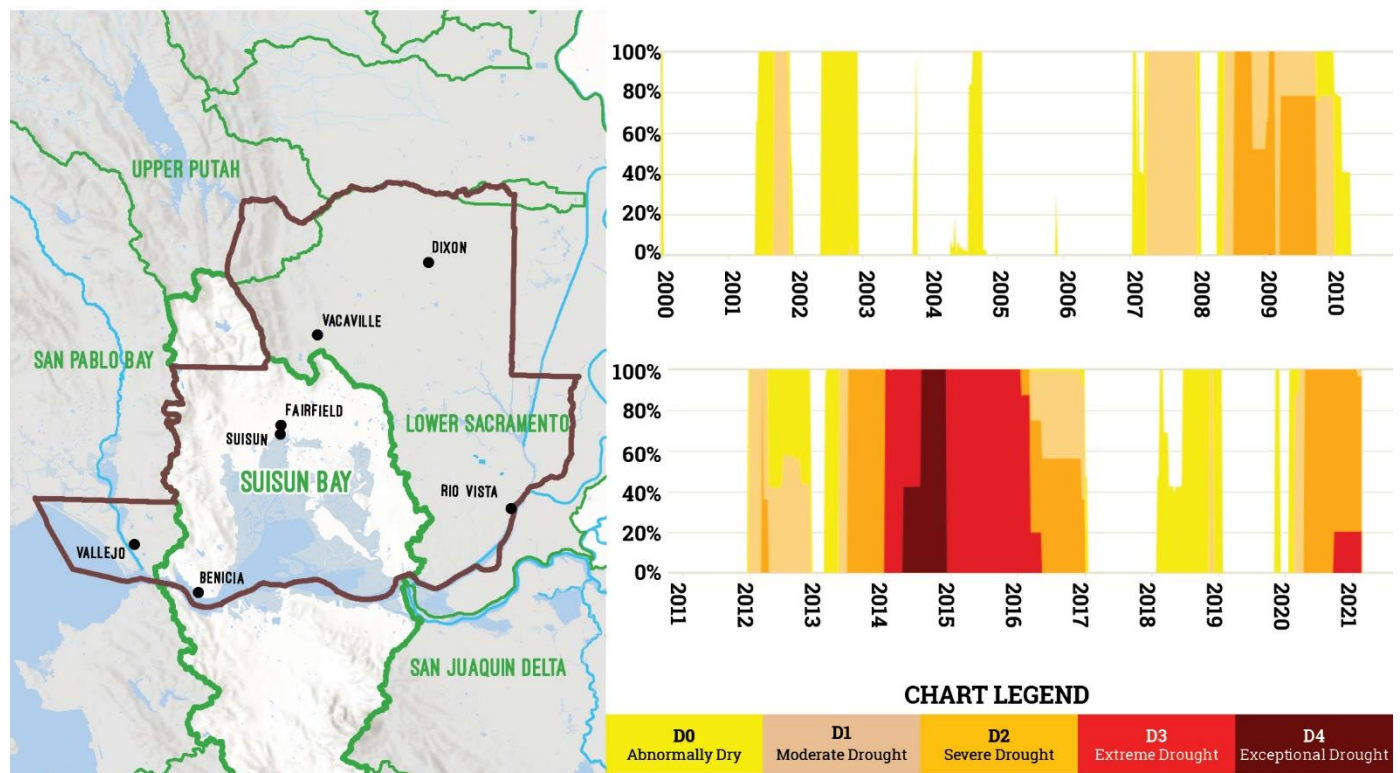 UPPER PUTAH
DIXON
VACAVILLE
SAN PABLO BAY
FAIRFIELD
SUISUN
LOWER SACRAMENTO
SUISUN BAY
RIO VISTA
VALLEJO
BENICIA
SAN JUAQUIN DELTA
100%
80%
60%
40%
20%
0%
2000
2001
2002
2003
2004
2005
2006
2007
2008
2009
2010
100%
80%
60%
40%
20%
0%
2011
2012
2013
2014
2015
2016
2017
2018
2019
2020
2021
CHART LEGEND
D0
Abnormally Dry
D1
Moderate Drought
D2
Severe Drought
D3
Extreme Drought
D4
Exceptional Drought